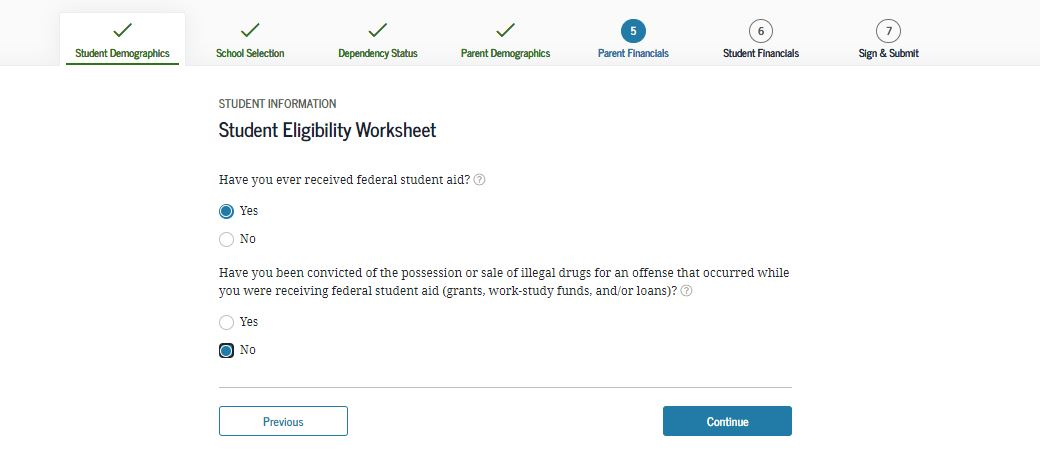 5 6 7
Student Demographics School Selection Dependency Status Parent Demographics Parent Financials Student Financials Sign & Submit
STUDENT INFORMATION
Student Eligibility Worksheet
Have you ever received federal student aid? ?
Yes
No
Have you been convicted of the possession or sale of illegal drugs for an offense that occurred while
you were receiving federal student aid (grants, work-study funds, and/or loans)? ?
Yes
No
Previous Continue